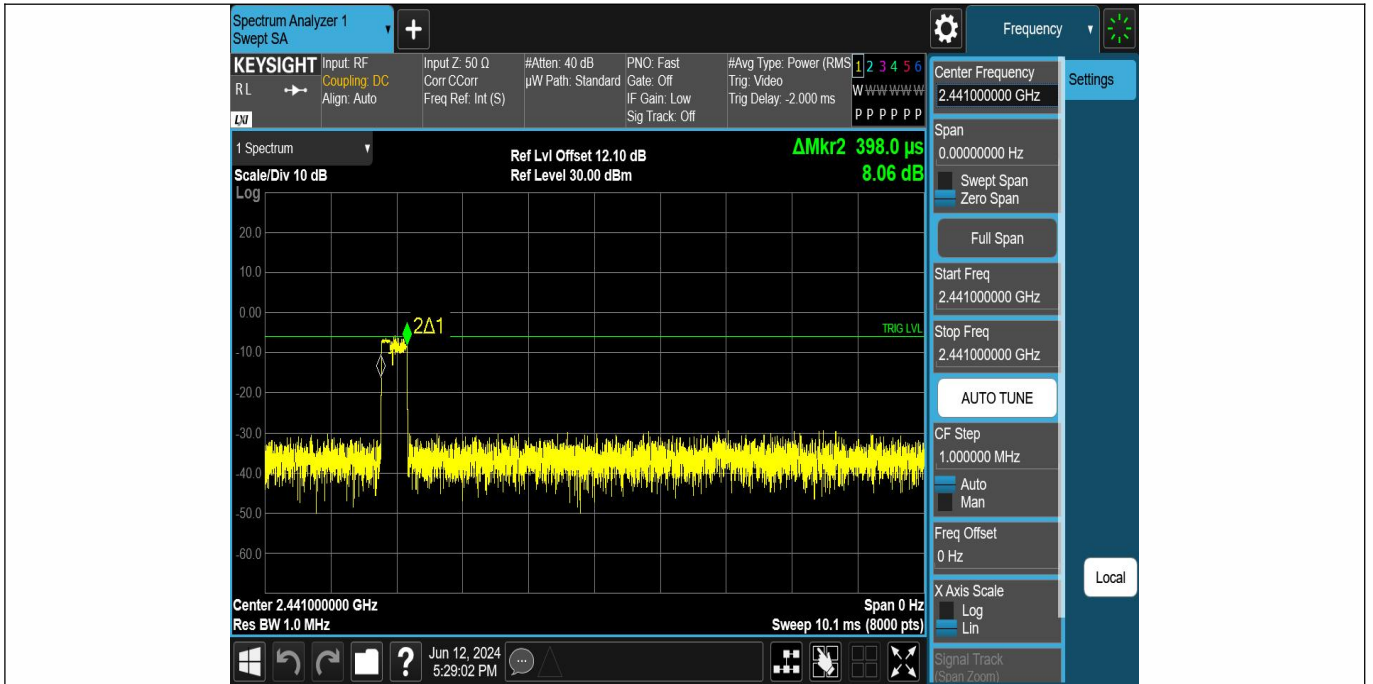 Spectrum Analyzer 1
Swept SA
+
Frequency
KEYSIGHT
RL
LXI
Input: RF
Coupling: DC
Align: Auto
Input Z: 50 Ω
Corr CCorr
Freq Ref: Int (S)
#Atten: 40 dB
µW Path: Standard
PNO: Fast
Gate: Off
IF Gain: Low
Sig Track: Off
#Avg Type: Power (RMS
Trig: Video
Trig Delay: -2.000 ms
1 2 3 4 5 6
W W W W W W
P P P P P P
Center Frequency
2.441000000 GHz
Settings
1 Spectrum
Scale/Div 10 dB
Ref Lvl Offset 12.10 dB
Ref Level 30.00 dBm
ΔMkr2 398.0 µs
8.06 dB
Log
20.0
10.0
0.00
-10.0
-20.0
-30.0
-40.0
-50.0
-60.0
2Δ1
TRIG LVL
Center 2.441000000 GHz
Res BW 1.0 MHz
Span 0 Hz
Sweep 10.1 ms (8000 pts)
Span
0.00000000 Hz
Swept Span
Zero Span
Full Span
Start Freq
2.441000000 GHz
Stop Freq
2.441000000 GHz
AUTO TUNE
CF Step
1.000000 MHz
Auto
Man
Freq Offset
0 Hz
X Axis Scale
Log
Lin
Signal Track
(Span Zoom)
Local
?
Jun 12, 2024
5:29:02 PM